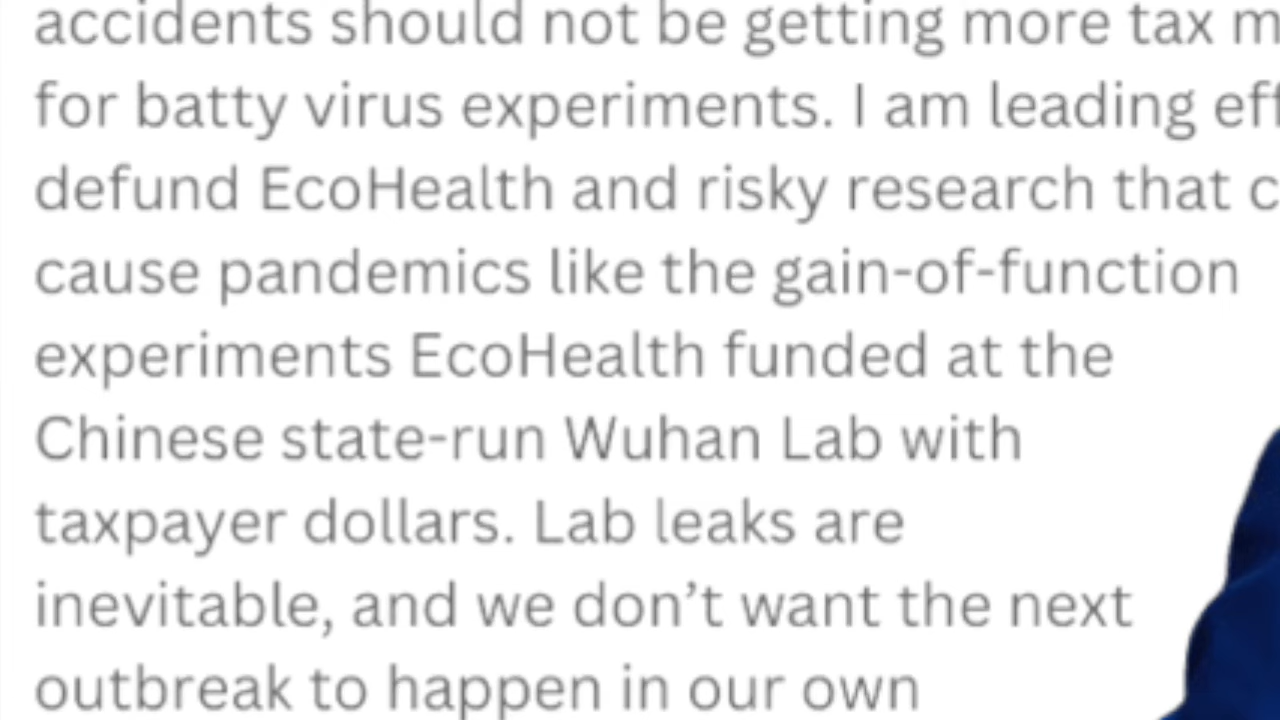 accidents should not be getting more tax m
for batty virus experiments. I am leading eff
defund EcoHealth and risky research that c
cause pandemics like the gain-of-function
experiments EcoHealth funded at the
Chinese state-run Wuhan Lab with
taxpayer dollars. Lab leaks are
inevitable, and we don’t want the next
outbreak to happen in our own